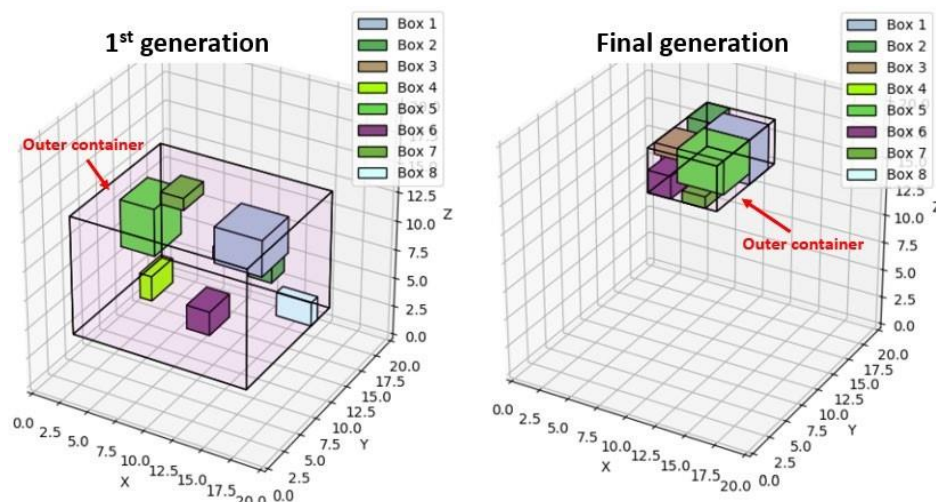 1st generation
Outer container
Box 1
Box 2
Box 3
Box 4
Box 5
Box 6
Box 7
Box 8
12.5
10.0
7.5
5.0
2.5
0.0
Z
0.0
2.5
5.0
7.5
10.0
12.5
15.0
17.5
20.0
X
0.0
2.5
5.0
7.5
10.0
12.5
15.0
17.5
20.0
Y
Final generation
Box 1
Box 2
Box 3
Box 4
Box 5
Box 6
Box 7
Box 8
Outer container
12.5
10.0
7.5
5.0
2.5
0.0
Z
0.0
2.5
5.0
7.5
10.0
12.5
15.0
17.5
20.0
X
0.0
2.5
5.0
7.5
10.0
12.5
15.0
17.5
20.0
Y